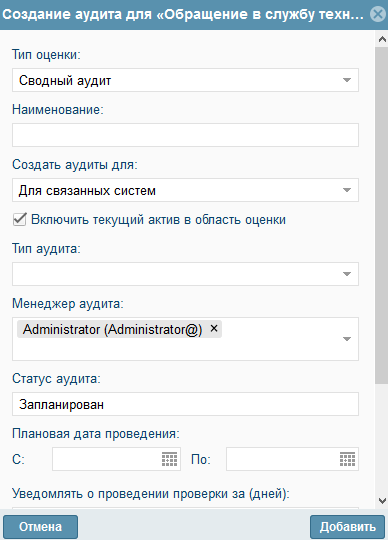 Создание аудита для «Обращение в службу техн...
Тип оценки:
Сводный аудит
Наименование:
Создать аудиты для:
Для связанных систем
Включить текущий актив в область оценки
Тип аудита:
Менеджер аудита:
Administrator (Administrator@) ×
Статус аудита:
Запланирован
Плановая дата проведения:
С: По:
Уведомлять о проведении проверки за (дней):
Отмена Добавить